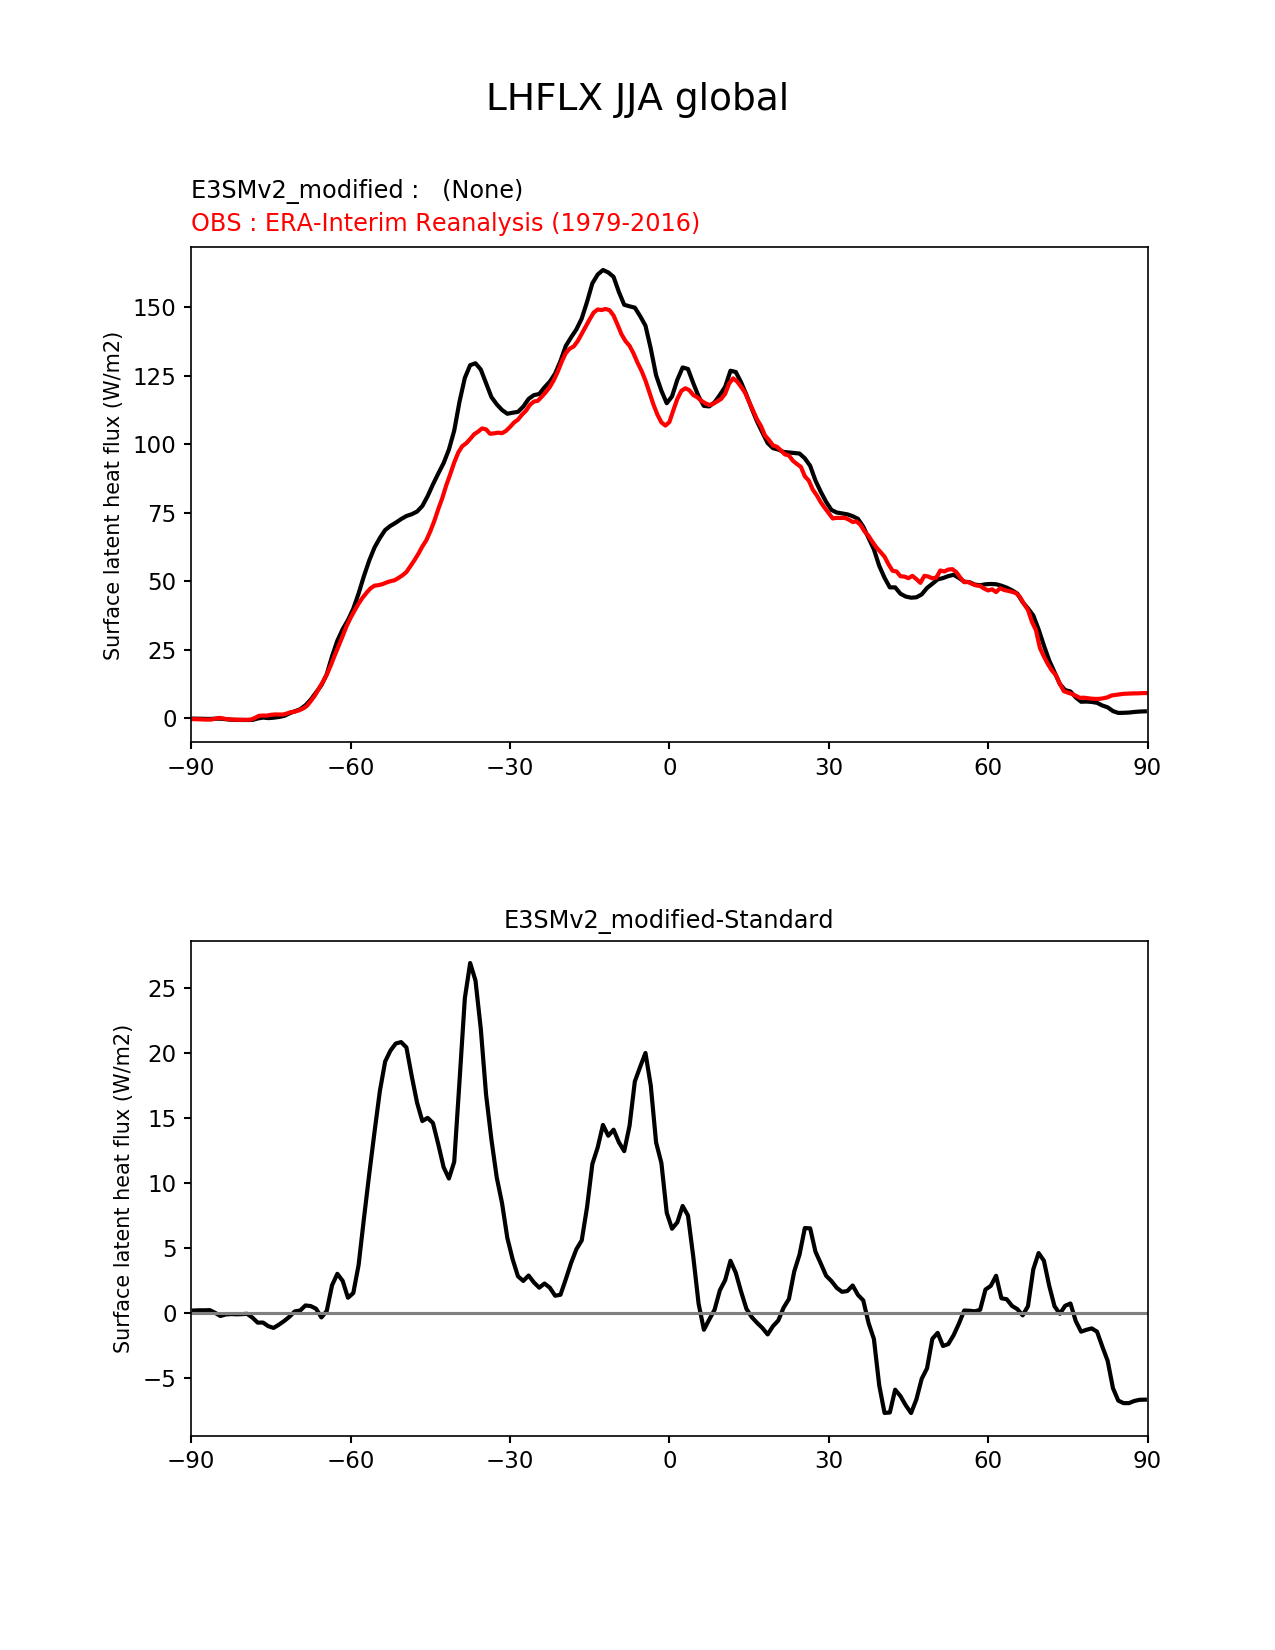 LHFLX JJA global
E3SMv2_modified :   (None)
OBS : ERA-Interim Reanalysis (1979-2016)
Surface latent heat flux (W/m2)
150
125
100
75
50
25
0
−90 −60 −30 0 30 60 90
E3SMv2_modified-Standard
Surface latent heat flux (W/m2)
25
20
15
10
5
0
−5
−90 −60 −30 0 30 60 90